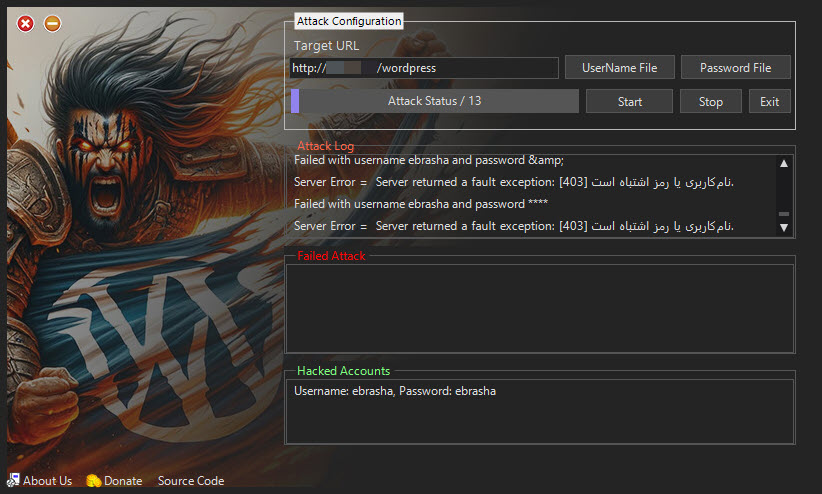 Attack Configuration
Target URL
http:// /wordpress
UserName File
Password File
Attack Status / 13
Start
Stop
Exit
Attack Log
Failed with username ebrasha and password &amp;
Server Error = Server returned a fault exception: [403] نام‌کاربری یا رمز اشتباه است.
Failed with username ebrasha and password ****
Server Error = Server returned a fault exception: [403] نام‌کاربری یا رمز اشتباه است.
Failed Attack
Hacked Accounts
Username: ebrasha, Password: ebrasha
About Us
Donate
Source Code